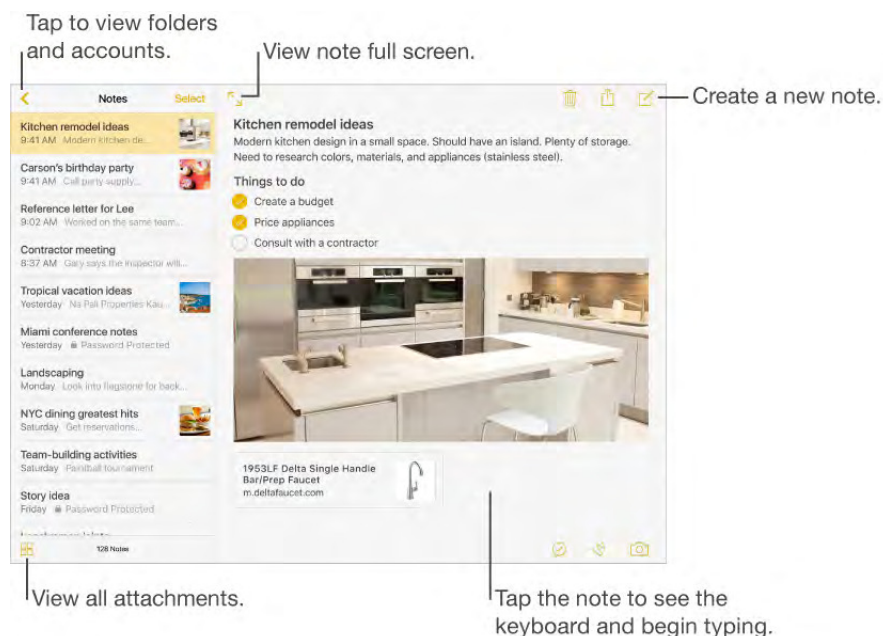 Tap to view folders
and accounts.
View note full screen.
Create a new note.
Notes
Select
Kitchen remodel ideas
9:41 AM Modern kitchen de...
Carson's birthday party
9:41 AM Call party supply...
Reference letter for Lee
9:02 AM Worked on the same team...
Contractor meeting
8:37 AM Gary says the inspector will...
Tropical vacation ideas
Yesterday Na Pali Properties Kau...
Miami conference notes
Yesterday Password Protected
Landscaping
Monday Look into flagstone for back...
NYC dining greatest hits
Saturday Get reservations...
Team-building activities
Saturday Paintball tournament
Story idea
Friday Password Protected
128 Notes
Kitchen remodel ideas
Modern kitchen design in a small space. Should have an island. Plenty of storage.
Need to research colors, materials, and appliances (stainless steel).
Things to do
Create a budget
Price appliances
Consult with a contractor
1953LF Delta Single Handle
Bar/Prep Faucet
m.deltafaucet.com
View all attachments.
Tap the note to see the
keyboard and begin typing.